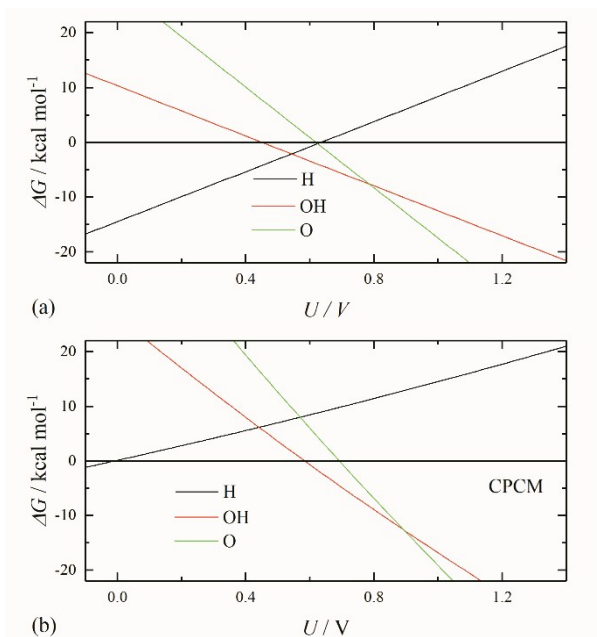 20
10
0
-10
-20
ΔG / kcal mol-1
H
OH
O
0.0 0.4 0.8 1.2
(a)
U / V
20
10
0
-10
-20
ΔG / kcal mol-1
CPCM
H
OH
O
0.0 0.4 0.8 1.2
(b)
U / V